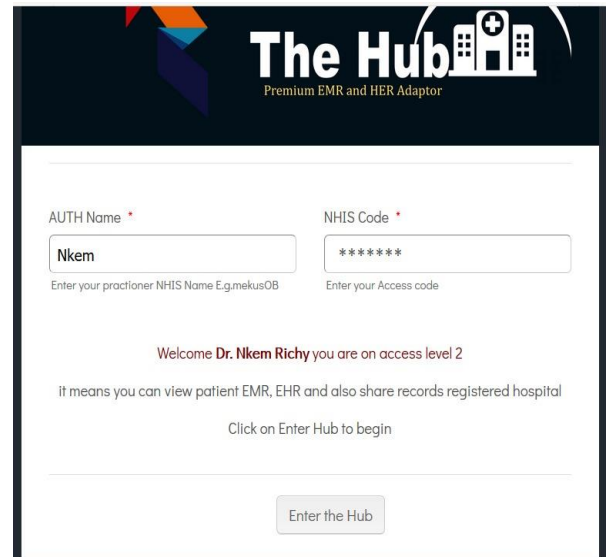 The Hub
Premium EMR and HER Adaptor
AUTH Name *
NHIS Code *
Nkem
*******
Enter your practioner NHIS Name E.g.mekusOB
Enter your Access code
Welcome Dr. Nkem Richy you are on access level 2
it means you can view patient EMR, EHR and also share records registered hospital
Click on Enter Hub to begin
Enter the Hub